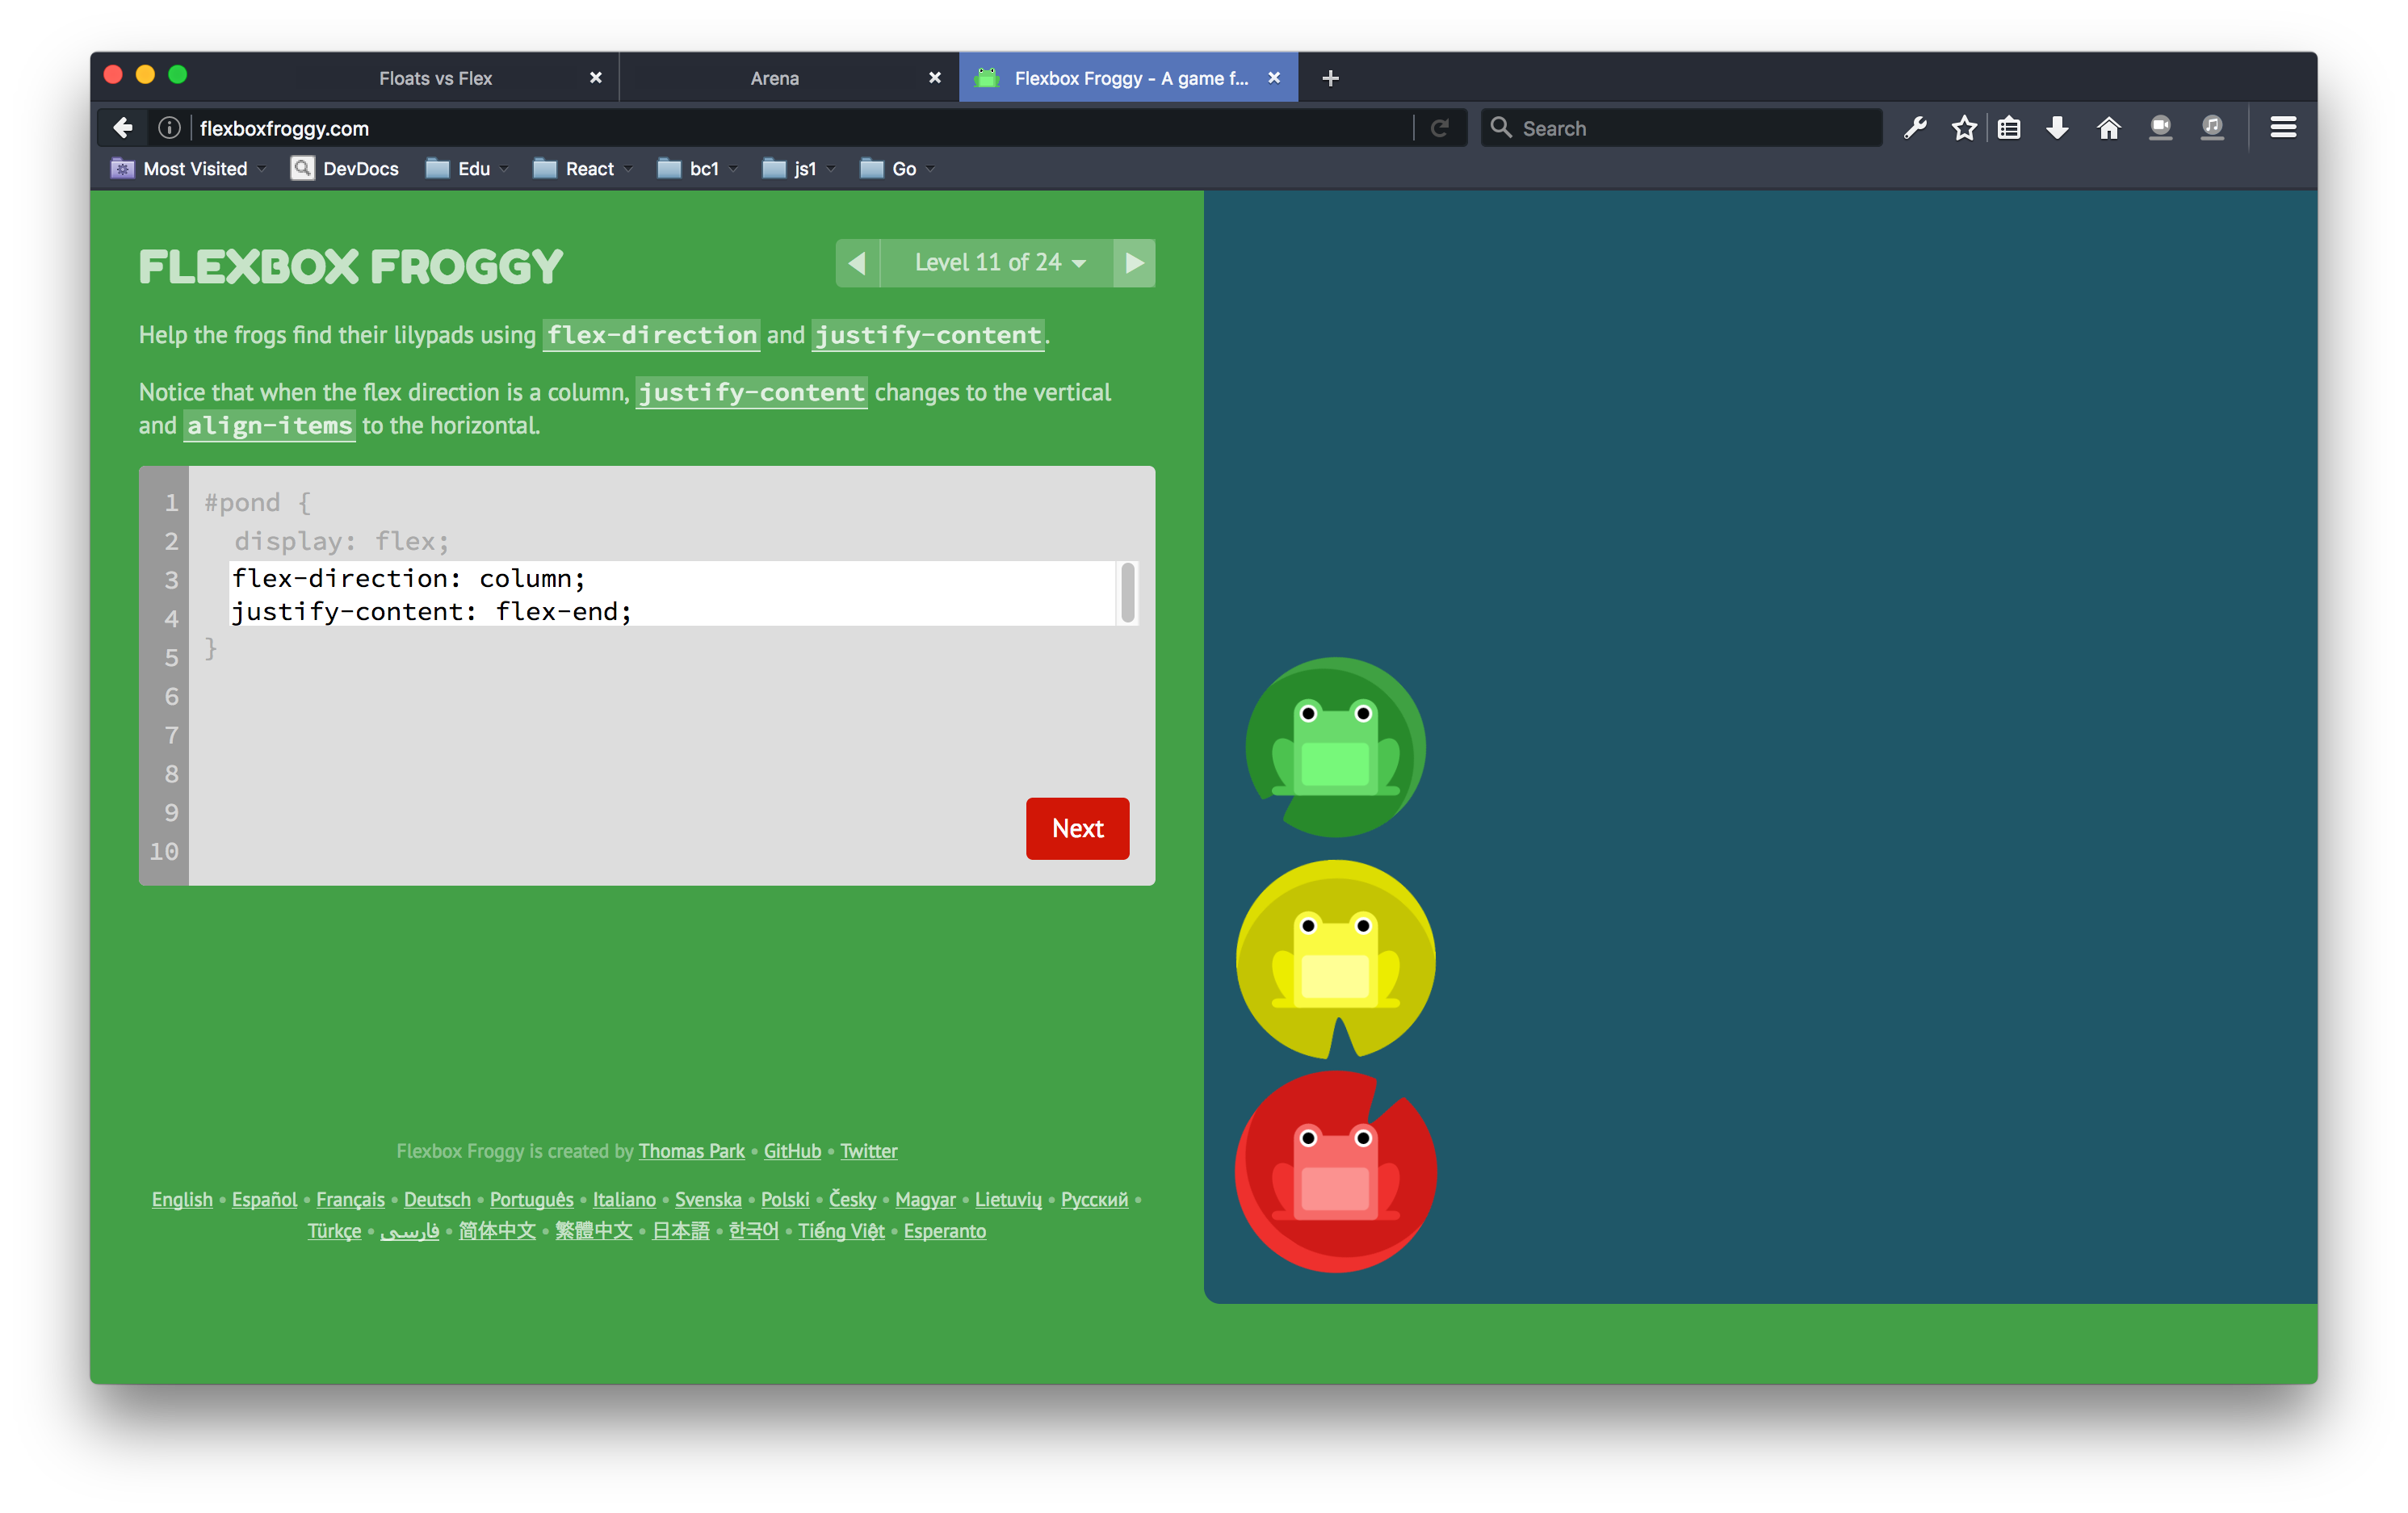 Floats vs Flex
Arena
Flexbox Froggy - A game f...
flexboxfroggy.com
Search
Most Visited
DevDocs
Edu
React
bc1
js1
Go
FLEXBOX FROGGY
Level 11 of 24
Help the frogs find their lilypads using flex-direction and justify-content.
Notice that when the flex direction is a column, justify-content changes to the vertical
and align-items to the horizontal.
1 #pond {
2 display: flex;
3 flex-direction: column;
4 justify-content: flex-end;
5 }
6
7
8
9
10
Next
Flexbox Froggy is created by Thomas Park • GitHub • Twitter
English • Español • Français • Deutsch • Português • Italiano • Svenska • Polski • Česky • Magyar • Lietuvių • Русский •
Türkçe • فارسی • 简体中文 • 繁體中文 • 日本語 • 한국어 • Tiếng Việt • Esperanto